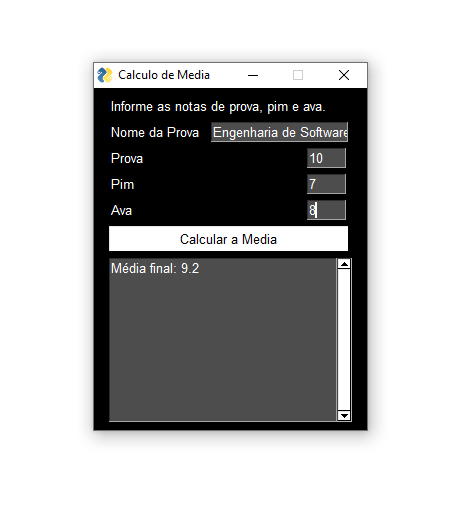 Calculo de Media
Informe as notas de prova, pim e ava.
Nome da Prova Engenharia de Software
Prova 10
Pim 7
Ava 8
Calcular a Media
Média final: 9.2